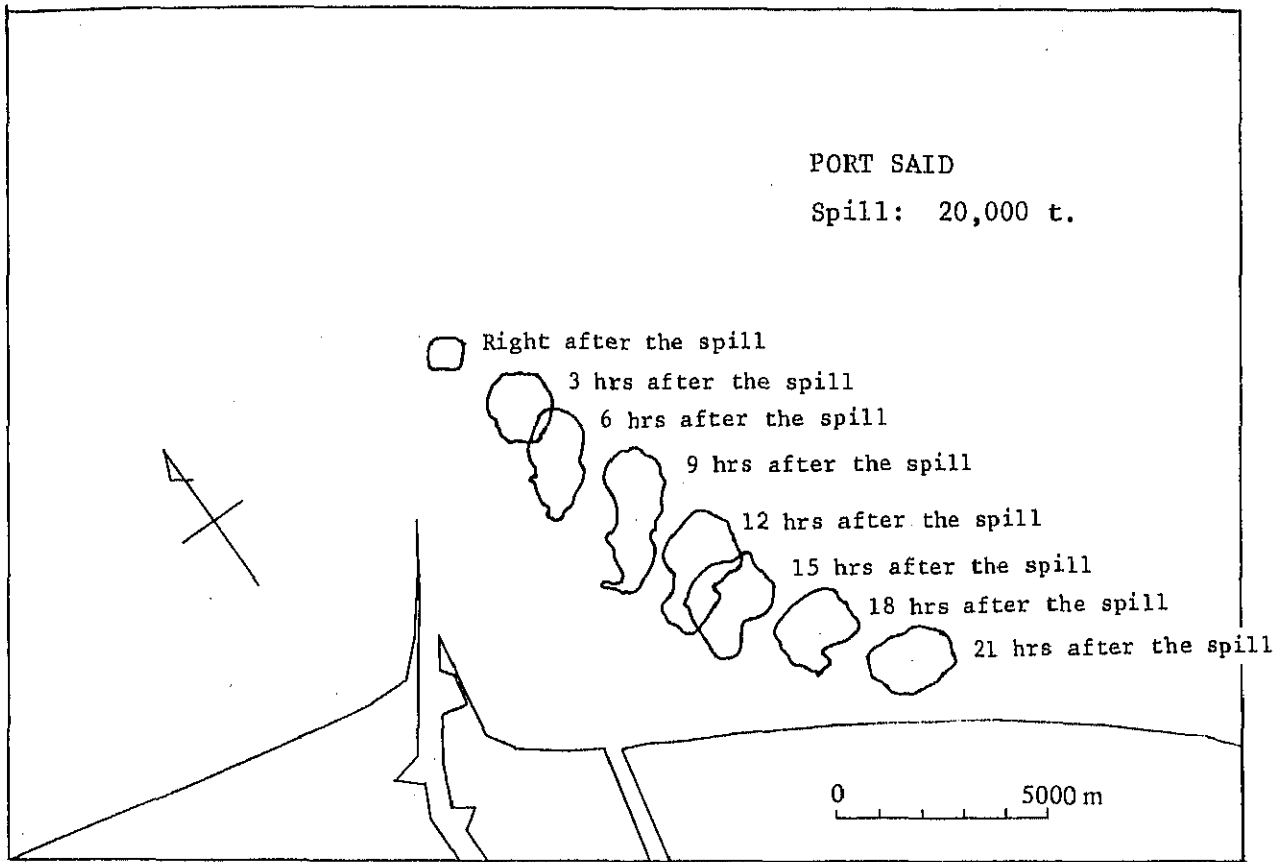 PORT SAID
Spill: 20,000 t.
Right after the spill
3 hrs after the spill
6 hrs after the spill
9 hrs after the spill
12 hrs after the spill
15 hrs after the spill
18 hrs after the spill
21 hrs after the spill
0 5000 m